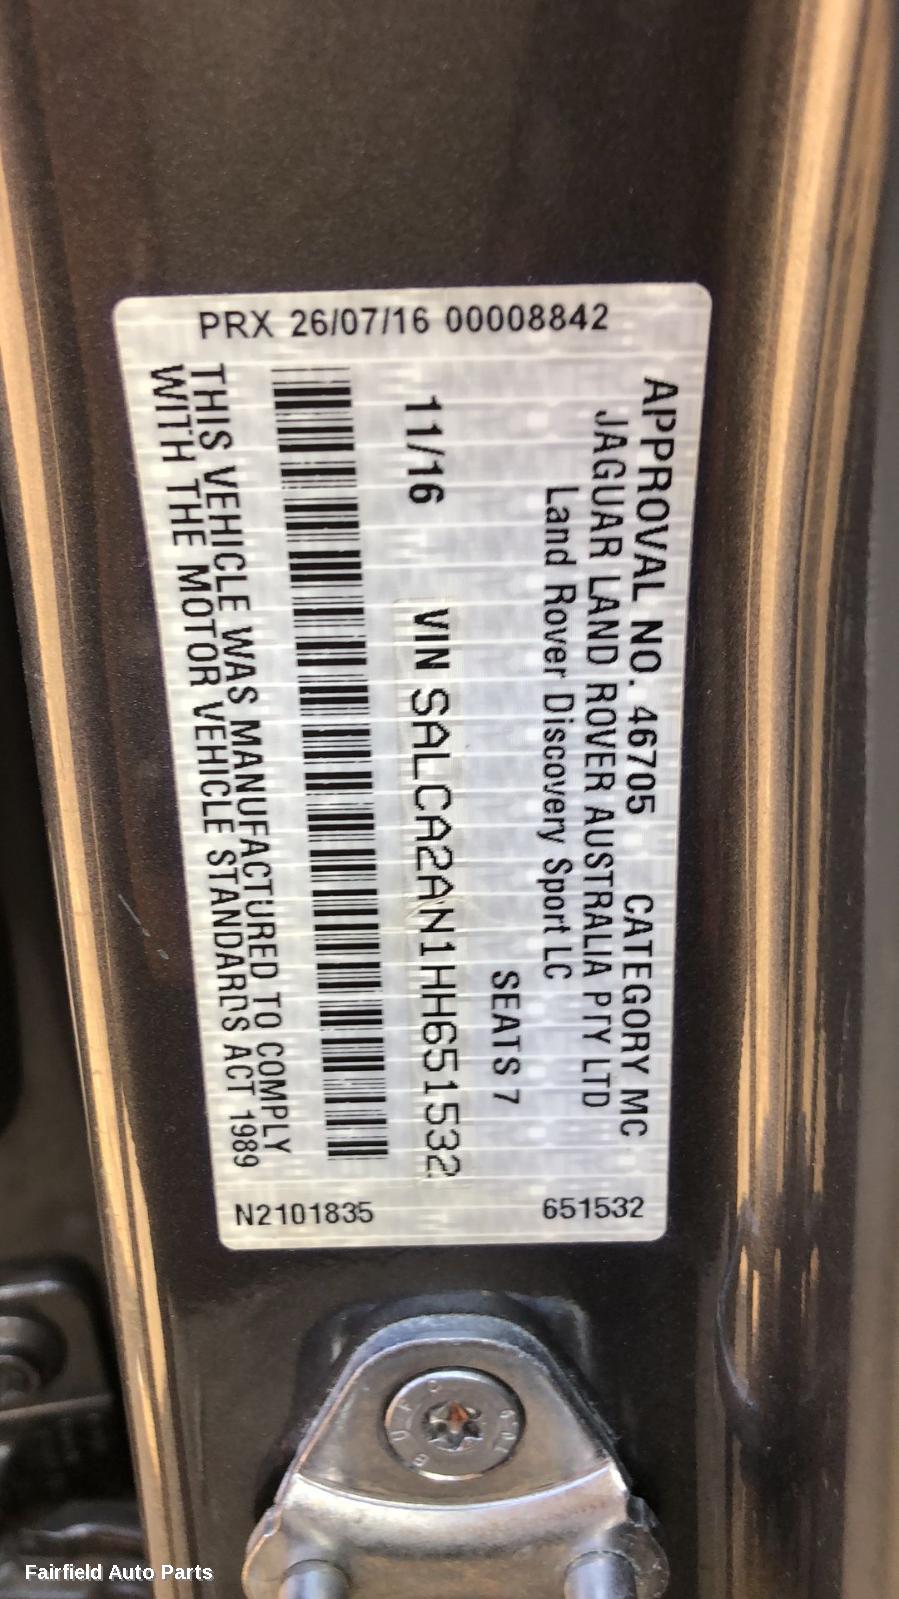 PRX 26/07/16 00008842
APPROVAL NO. 46705 CATEGORY MC
JAGUAR LAND ROVER AUSTRALIA PTY LTD
Land Rover Discovery Sport LC
SEATS 7
11/16 VIN SALCA2AN1HH651532
THIS VEHICLE WAS MANUFACTURED TO COMPLY
WITH THE MOTOR VEHICLE STANDARDS ACT 1989
N2101835 651532
Fairfield Auto Parts